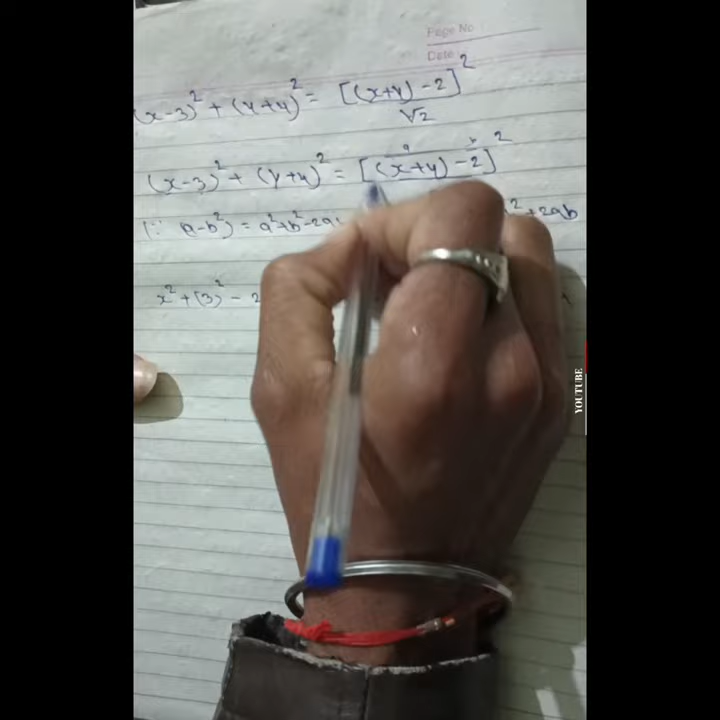 Page No
Date
(x-3)² + (y+4)² = [(x+y)-2]²
√2
(x-3)² + (y+4)² = [(x+y)-2]²
(∵ (a-b²) = a²+b²-2a ² +2ab
x² + (3)² - 2
YOUTUBE